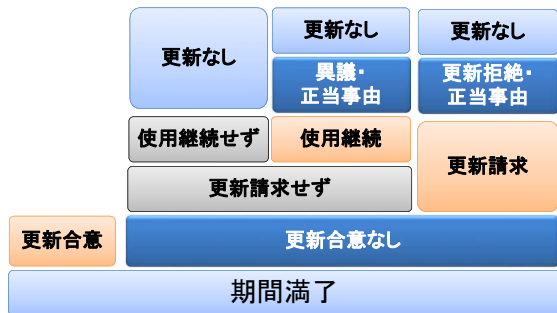 更新なし
更新なし
更新なし
異議・
正当事由
更新拒絶・
正当事由
使用継続せず
使用継続
更新請求
更新請求せず
更新合意
更新合意なし
期間満了